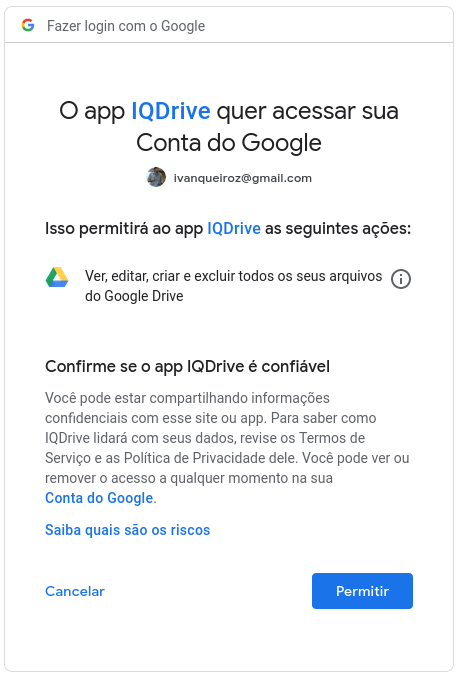 Fazer login com o Google
O app IQDrive quer acessar sua
Conta do Google
ivanqueiroz@gmail.com
Isso permitirá ao app IQDrive as seguintes ações:
Ver, editar, criar e excluir todos os seus arquivos
do Google Drive
Confirme se o app IQDrive é confiável
Você pode estar compartilhando informações
confidenciais com esse site ou app. Para saber como
IQDrive lidará com seus dados, revise os Termos de
Serviço e as Política de Privacidade dele. Você pode ver ou
remover o acesso a qualquer momento na sua
Conta do Google.
Saiba quais são os riscos
Cancelar
Permitir